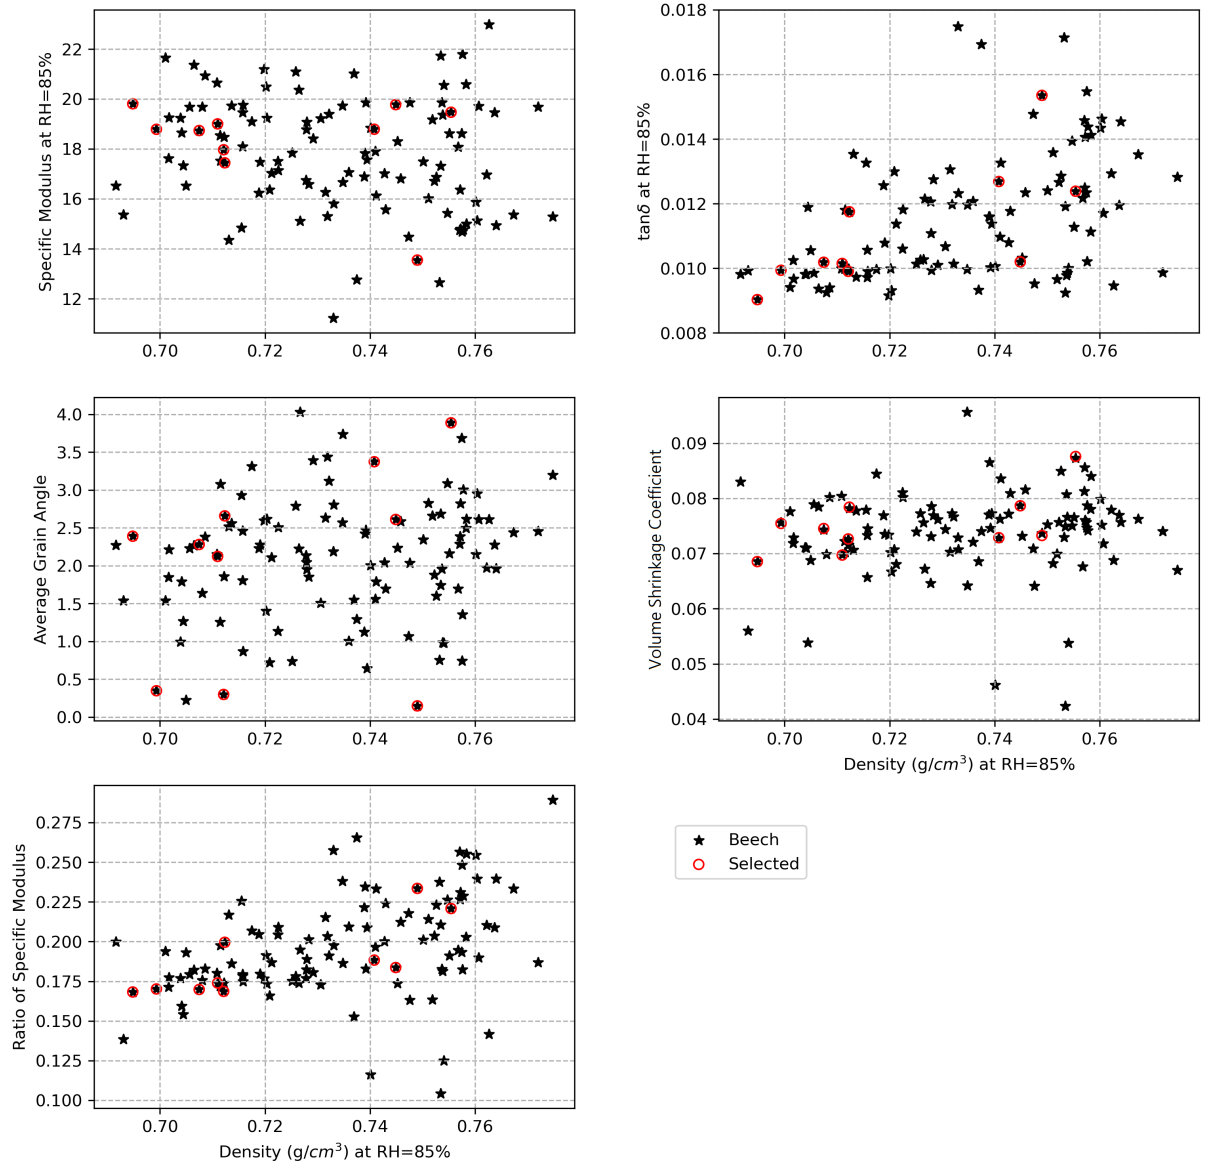 Specific Modulus at RH=85%
22
20
18
16
14
12
0.70 0.72 0.74 0.76
tanδ at RH=85%
0.018
0.016
0.014
0.012
0.010
0.008
0.70 0.72 0.74 0.76
Average Grain Angle
4.0
3.5
3.0
2.5
2.0
1.5
1.0
0.5
0.0
0.70 0.72 0.74 0.76
Volume Shrinkage Coefficient
0.09
0.08
0.07
0.06
0.05
0.04
0.70 0.72 0.74 0.76
Density (g/cm³) at RH=85%
Ratio of Specific Modulus
0.275
0.250
0.225
0.200
0.175
0.150
0.125
0.100
0.70 0.72 0.74 0.76
Density (g/cm³) at RH=85%
Beech
Selected